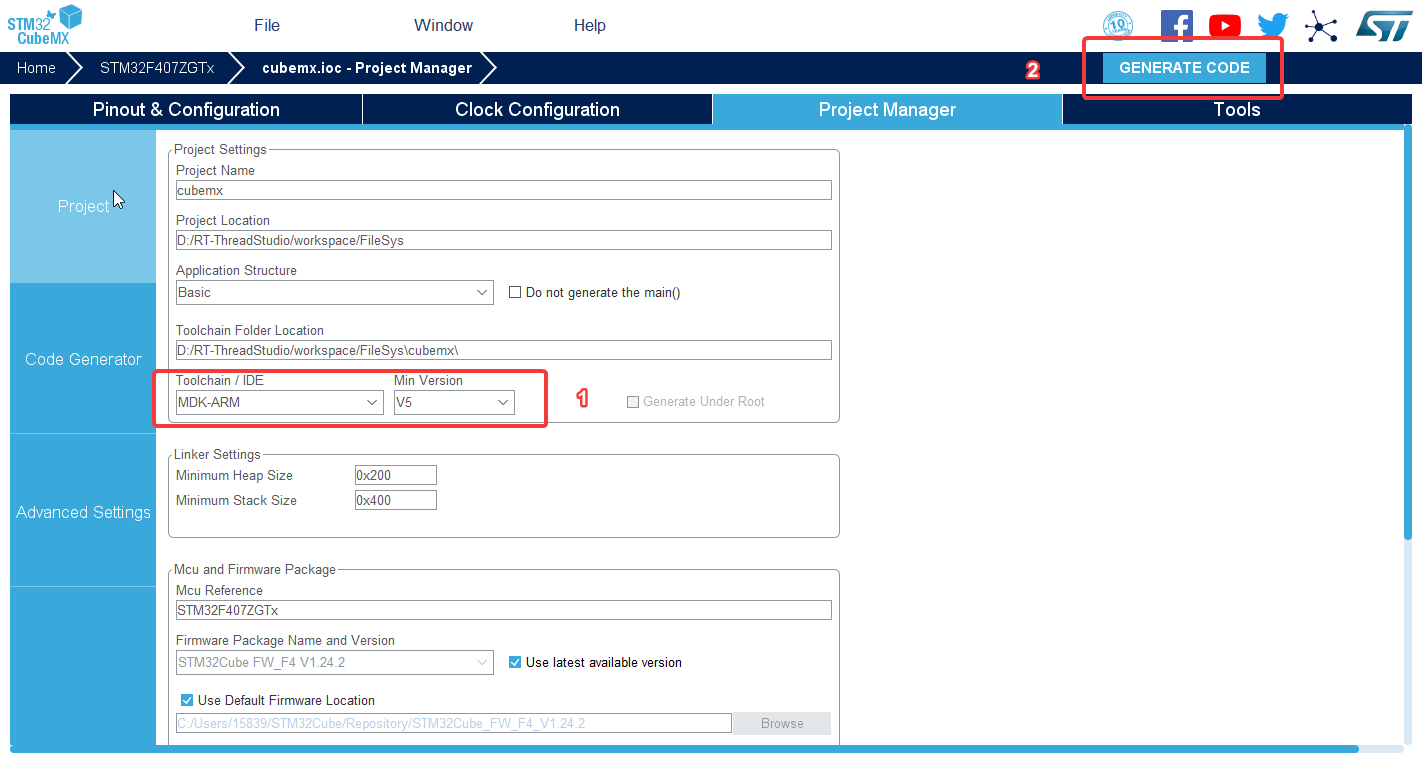 STM32
CubeMX
File Window Help
10
Home STM32F407ZGTx cubemx.ioc - Project Manager 2 GENERATE CODE
Pinout & Configuration Clock Configuration Project Manager Tools
Project
Code Generator
Advanced Settings
Project Settings
Project Name
cubemx
Project Location
D:/RT-ThreadStudio/workspace/FileSys
Application Structure
Basic Do not generate the main()
Toolchain Folder Location
D:/RT-ThreadStudio/workspace/FileSys\cubemx\
Toolchain / IDE Min Version
MDK-ARM V5 1 Generate Under Root
Linker Settings
Minimum Heap Size 0x200
Minimum Stack Size 0x400
Mcu and Firmware Package
Mcu Reference
STM32F407ZGTx
Firmware Package Name and Version
STM32Cube FW_F4 V1.24.2 Use latest available version
Use Default Firmware Location
C:/Users/15839/STM32Cube/Repository/STM32Cube_FW_F4_V1.24.2 Browse